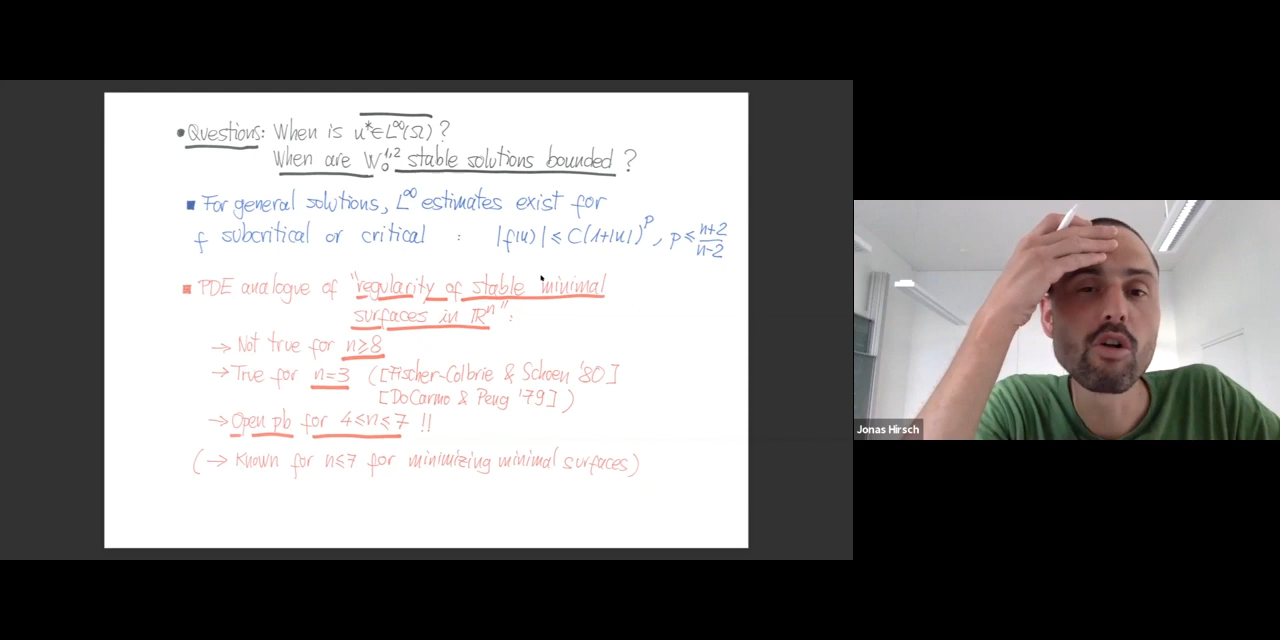 • Questions: When is u* ∈ L^∞(Ω) ?
When are W₀^{1,2} stable solutions bounded ?
▪ For general solutions, L^∞ estimates exist for
f subcritical or critical : |f(u)| ≤ C(1+|u|)^p, p ≤ \frac{n+2}{n-2}
▪ PDE analogue of "regularity of stable minimal
surfaces in ℝⁿ":
→ Not true for n≥8
→ True for n=3 ([Fischer-Colbrie & Schoen '80]
[DoCarmo & Peng '79])
→ Open pb for 4≤n≤7 !!
(→ Known for n≤7 for minimizing minimal surfaces)
Jonas Hirsch